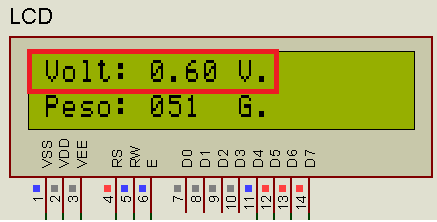 LCD
Volt: 0.60 V.
Peso: 051 G.
VSS VDD VEE RS RW E D0 D1 D2 D3 D4 D5 D6 D7
1 2 3 4 5 6 7 8 9 10 11 12 13 14